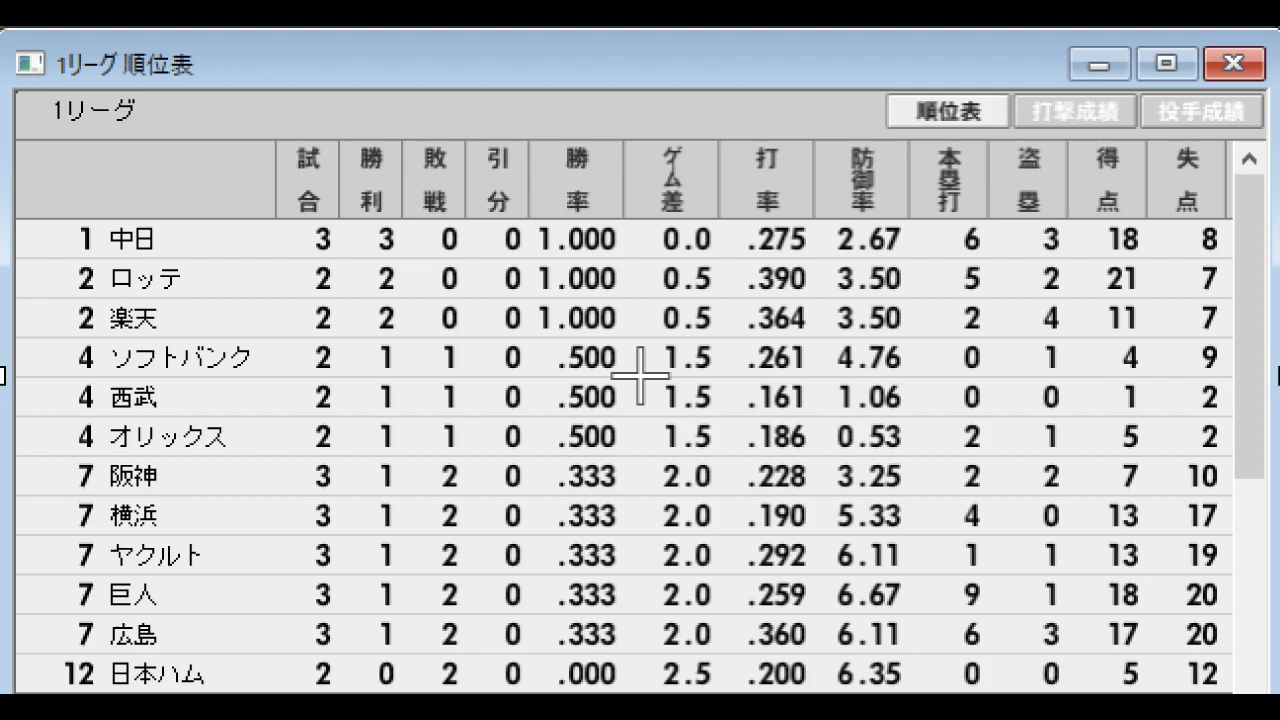 1リーグ 順位表
1リーグ 順位表 打撃成績 投手成績
試合 勝利 敗戦 引分 勝率 ゲム差 打率 防御率 本塁打 盗塁 得点 失点
1 中日 3 3 0 0 1.000 0.0 .275 2.67 6 3 18 8
2 ロッテ 2 2 0 0 1.000 0.5 .390 3.50 5 2 21 7
2 楽天 2 2 0 0 1.000 0.5 .364 3.50 2 4 11 7
4 ソフトバンク 2 1 1 0 .500 1.5 .261 4.76 0 1 4 9
4 西武 2 1 1 0 .500 1.5 .161 1.06 0 0 1 2
4 オリックス 2 1 1 0 .500 1.5 .186 0.53 2 1 5 2
7 阪神 3 1 2 0 .333 2.0 .228 3.25 2 2 7 10
7 横浜 3 1 2 0 .333 2.0 .190 5.33 4 0 13 17
7 ヤクルト 3 1 2 0 .333 2.0 .292 6.11 1 1 13 19
7 巨人 3 1 2 0 .333 2.0 .259 6.67 9 1 18 20
7 広島 3 1 2 0 .333 2.0 .360 6.11 6 3 17 20
12 日本ハム 2 0 2 0 .000 2.5 .200 6.35 0 0 5 12